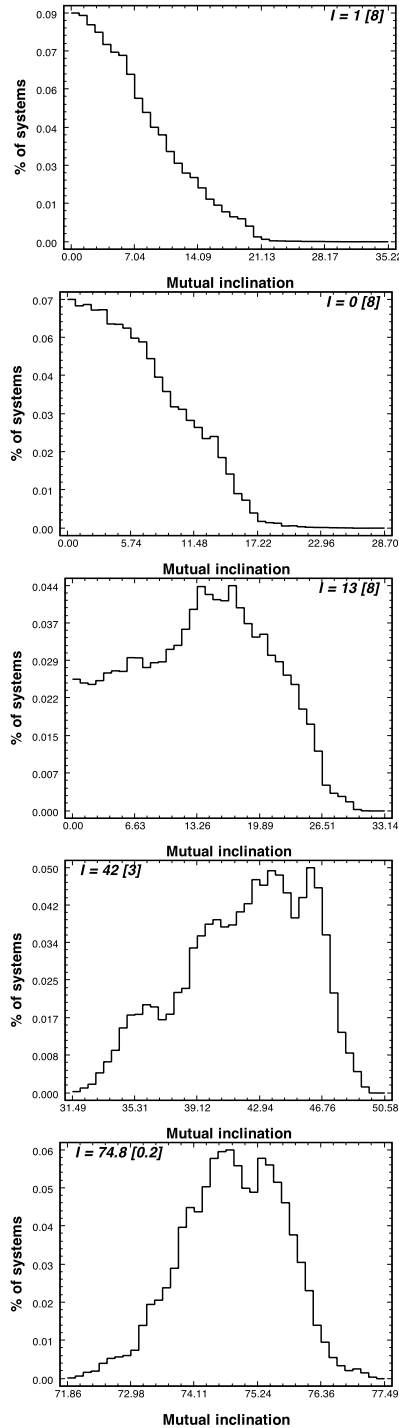 I = 1 [8]
0.09
0.07
0.06
0.04
0.03
0.01
0.00
% of systems
0.00 7.04 14.09 21.13 28.17 35.22
Mutual inclination
I = 0 [8]
0.07
0.06
0.04
0.03
0.01
0.00
% of systems
0.00 5.74 11.48 17.22 22.96 28.70
Mutual inclination
I = 13 [8]
0.044
0.037
0.029
0.022
0.015
0.007
0.000
% of systems
0.00 6.63 13.26 19.89 26.51 33.14
Mutual inclination
I = 42 [3]
0.050
0.042
0.034
0.025
0.017
0.008
0.000
% of systems
31.49 35.31 39.12 42.94 46.76 50.58
Mutual inclination
I = 74.8 [0.2]
0.06
0.05
0.04
0.03
0.02
0.01
0.00
% of systems
71.86 72.98 74.11 75.24 76.36 77.49
Mutual inclination